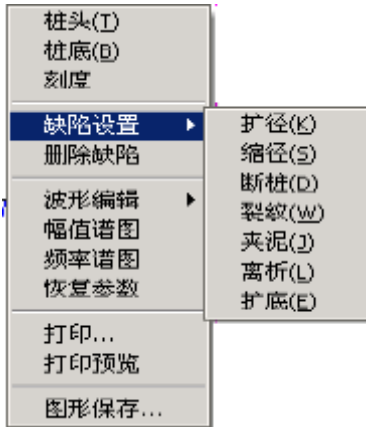 桩头(T)
桩底(B)
刻度
缺陷设置
删除缺陷
波形编辑
幅值谱图
频率谱图
恢复参数
打印...
打印预览
图形保存...
扩径(K)
缩径(S)
断桩(D)
裂纹(W)
夹泥(J)
离析(L)
扩底(E)